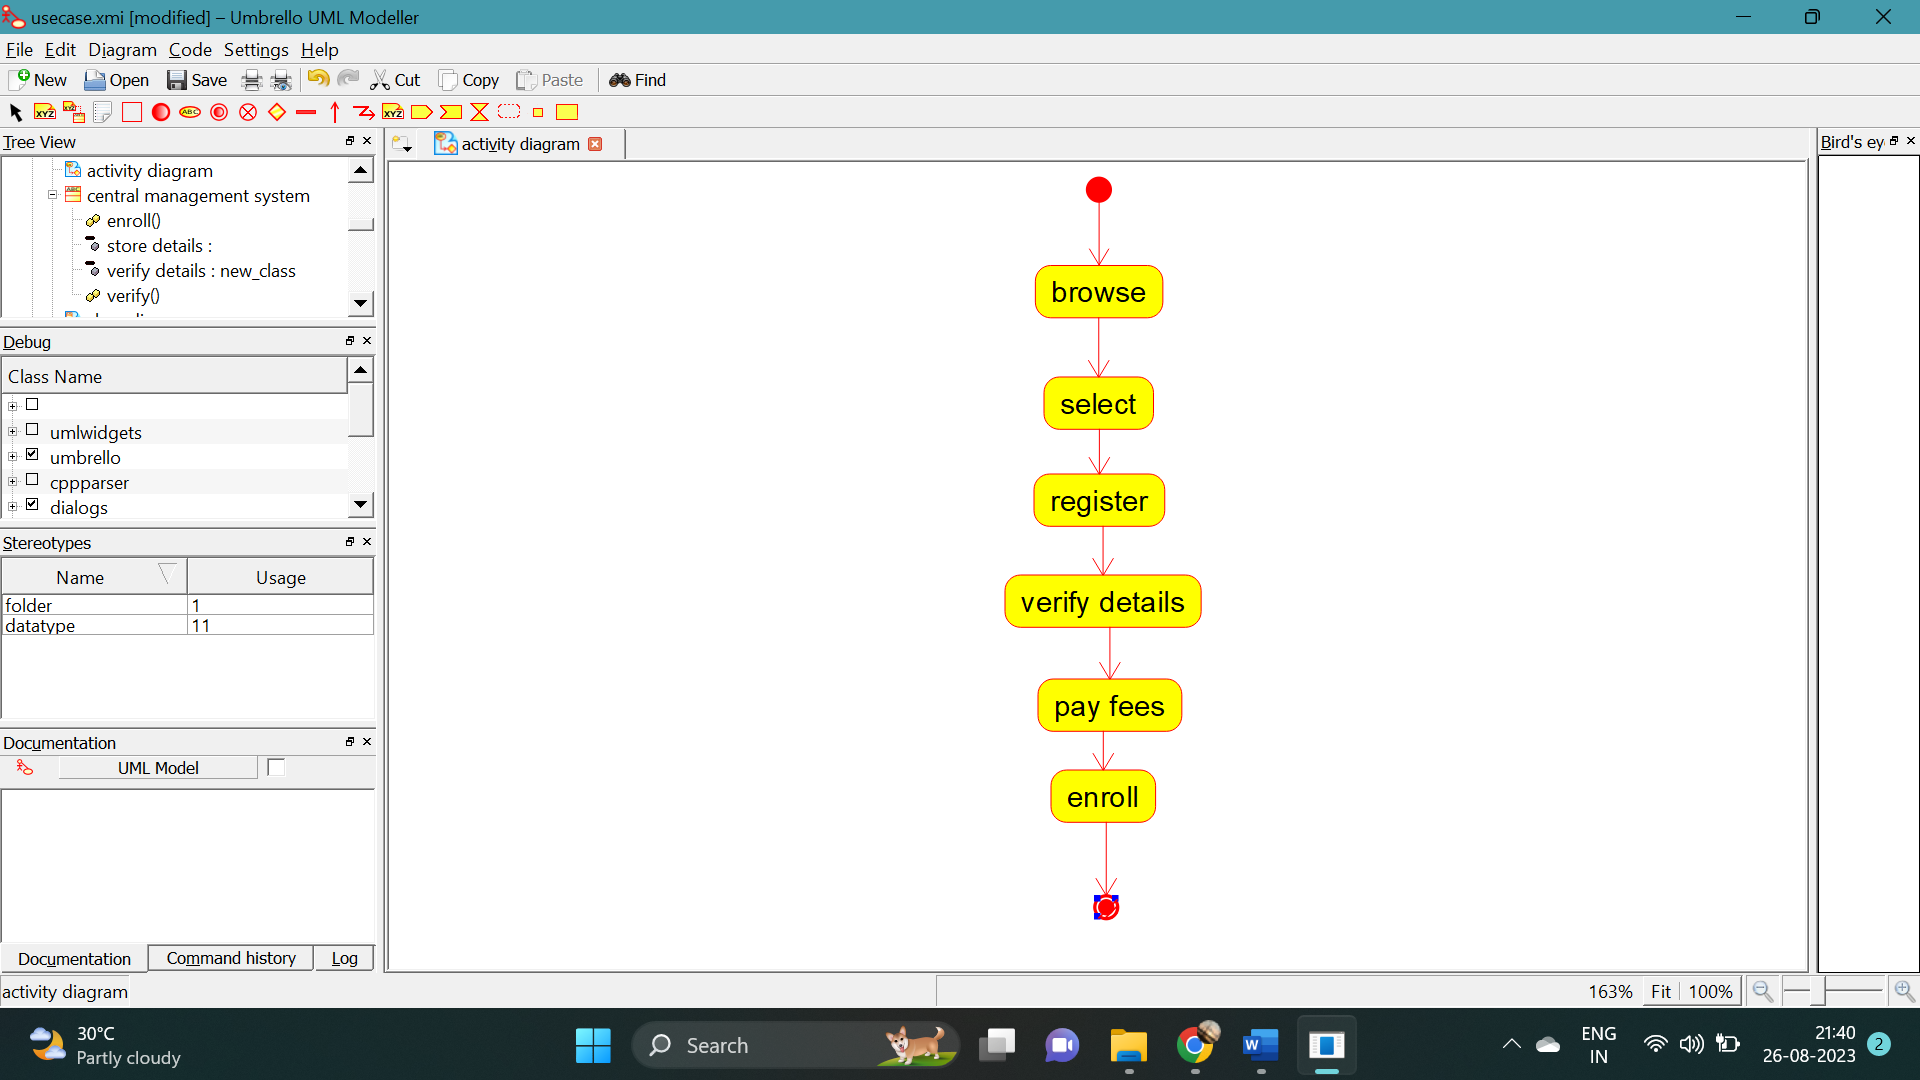 usecase.xmi [modified] – Umbrello UML Modeller
File Edit Diagram Code Settings Help
New Open Save Cut Copy Paste Find
XYZ ABC XYZ
Tree View
activity diagram
Bird's ey
activity diagram
central management system
enroll()
store details :
verify details : new_class
verify()
Debug
Class Name
umlwidgets
umbrello
cppparser
dialogs
Stereotypes
Name Usage
folder 1
datatype 11
Documentation
UML Model
Documentation Command history Log
browse
select
register
verify details
pay fees
enroll
activity diagram
163% Fit 100%
30°C
Partly cloudy
Search
W
ENG
IN
21:40
26-08-2023
2